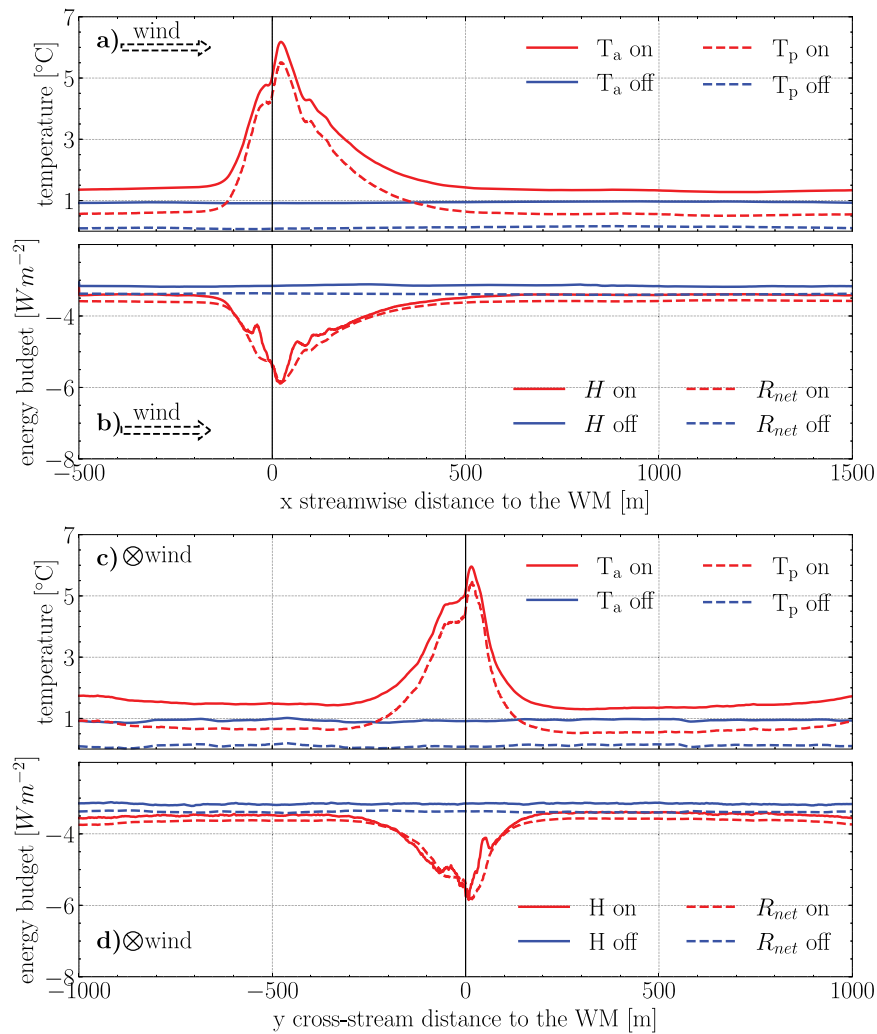 a) wind
T_a on
T_p on
T_a off
T_p off
temperature [°C]
7
5
3
1
b) wind
H on
R_net on
H off
R_net off
energy budget [Wm^−2]
−4
−6
−8
−500 0 500 1000 1500
x streamwise distance to the WM [m]
c) ⊗wind
T_a on
T_p on
T_a off
T_p off
temperature [°C]
7
5
3
1
d) ⊗wind
H on
R_net on
H off
R_net off
energy budget [Wm^−2]
−4
−6
−8
−1000 −500 0 500 1000
y cross-stream distance to the WM [m]